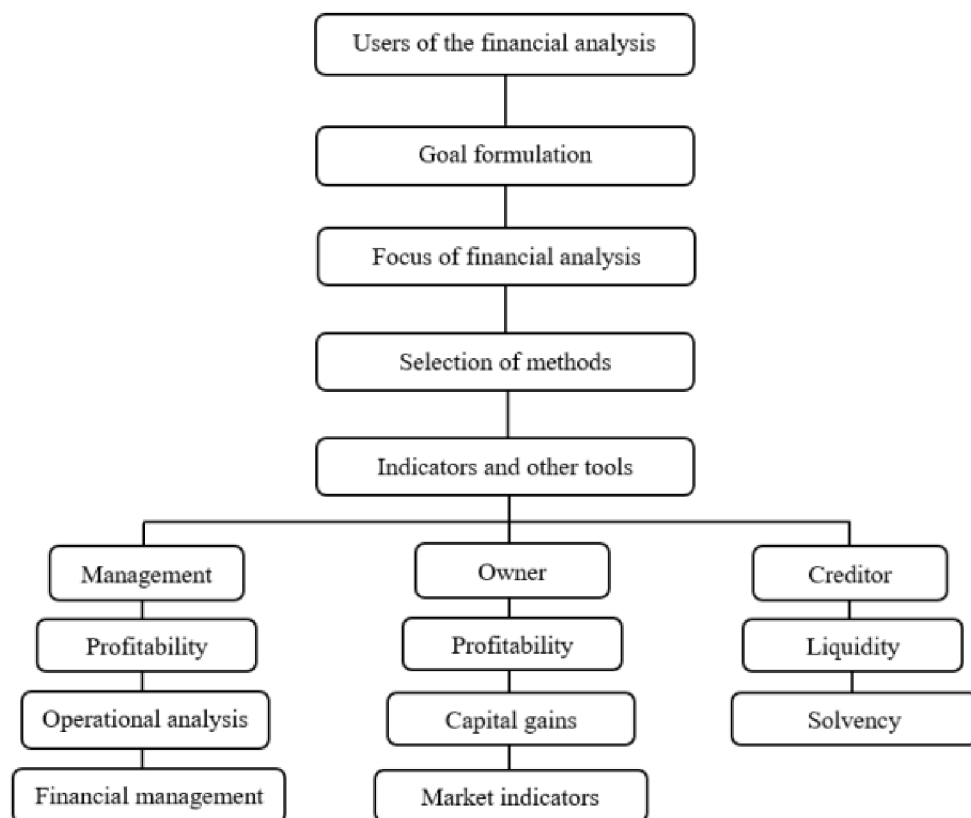 Users of the financial analysis
Goal formulation
Focus of financial analysis
Selection of methods
Indicators and other tools
Management
Owner
Creditor
Profitability
Profitability
Liquidity
Operational analysis
Capital gains
Solvency
Financial management
Market indicators